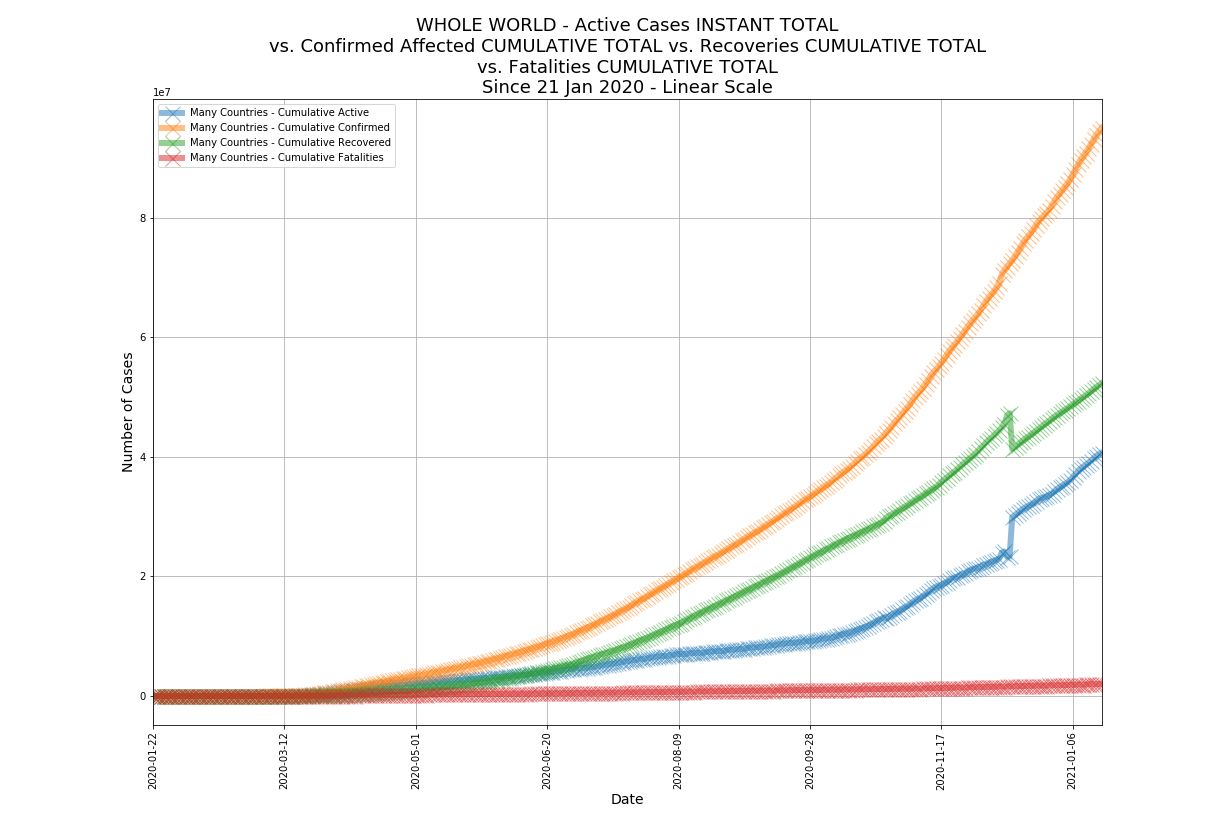 WHOLE WORLD - Active Cases INSTANT TOTAL
vs. Confirmed Affected CUMULATIVE TOTAL vs. Recoveries CUMULATIVE TOTAL
vs. Fatalities CUMULATIVE TOTAL
Since 21 Jan 2020 - Linear Scale
1e7
Many Countries - Cumulative Active
Many Countries - Cumulative Confirmed
Many Countries - Cumulative Recovered
Many Countries - Cumulative Fatalities
8
6
4
2
0
Number of Cases
2020-01-22
2020-03-12
2020-05-01
2020-06-20
2020-08-09
2020-09-28
2020-11-17
2021-01-06
Date